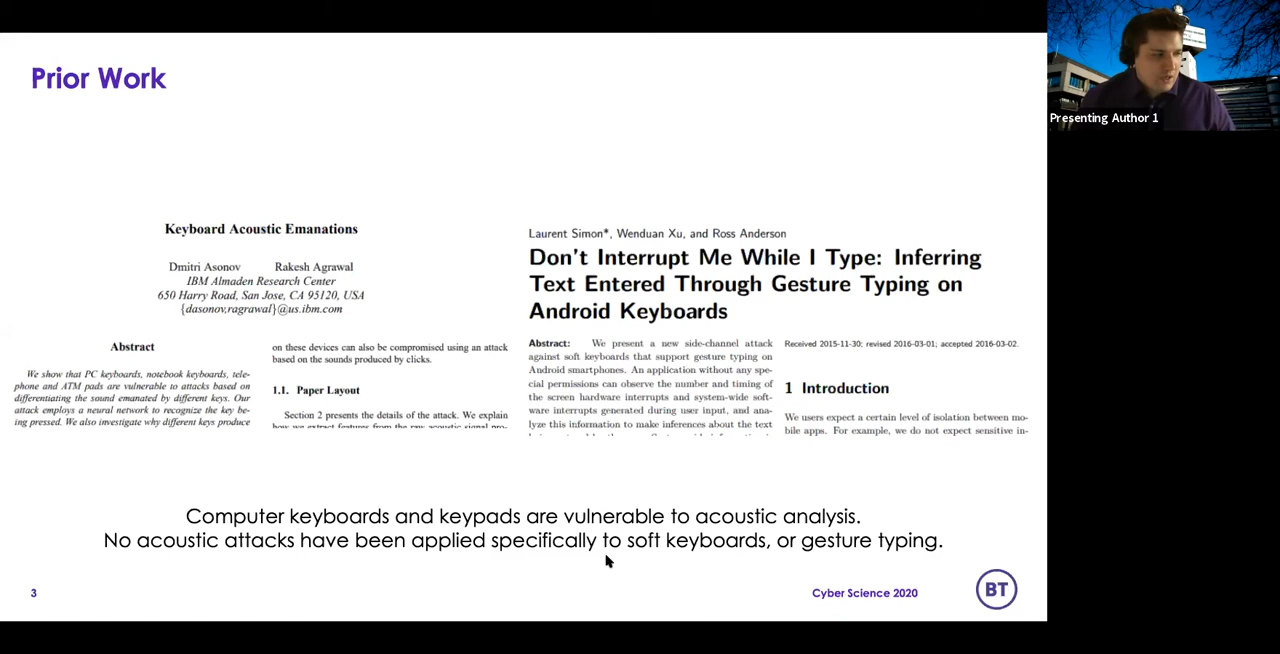 Prior Work
Presenting Author 1
Keyboard Acoustic Emanations
Dmitri Asonov Rakesh Agrawal
IBM Almaden Research Center
650 Harry Road, San Jose, CA 95120, USA
{dasonov,ragrawal}@us.ibm.com
Abstract
We show that PC keyboards, notebook keyboards, tele-
phone and ATM pads are vulnerable to attacks based on
differentiating the sound emanated by different keys. Our
attack employs a neural network to recognize the key be-
ing pressed. We also investigate why different keys produce
on these devices can also be compromised using an attack
based on the sounds produced by clicks.
1.1. Paper Layout
Section 2 presents the details of the attack. We explain
how we extract features from the raw acoustic signal pro-
Laurent Simon*, Wenduan Xu, and Ross Anderson
Don't Interrupt Me While I Type: Inferring
Text Entered Through Gesture Typing on
Android Keyboards
Abstract: We present a new side-channel attack
against soft keyboards that support gesture typing on
Android smartphones. An application without any spe-
cial permissions can observe the number and timing of
the screen hardware interrupts and system-wide soft-
ware interrupts generated during user input, and ana-
lyze this information to make inferences about the text
Received 2015-11-30; revised 2016-03-01; accepted 2016-03-02.
1 Introduction
We users expect a certain level of isolation between mo-
bile apps. For example, we do not expect sensitive in-
Computer keyboards and keypads are vulnerable to acoustic analysis.
No acoustic attacks have been applied specifically to soft keyboards, or gesture typing.
3
Cyber Science 2020
BT